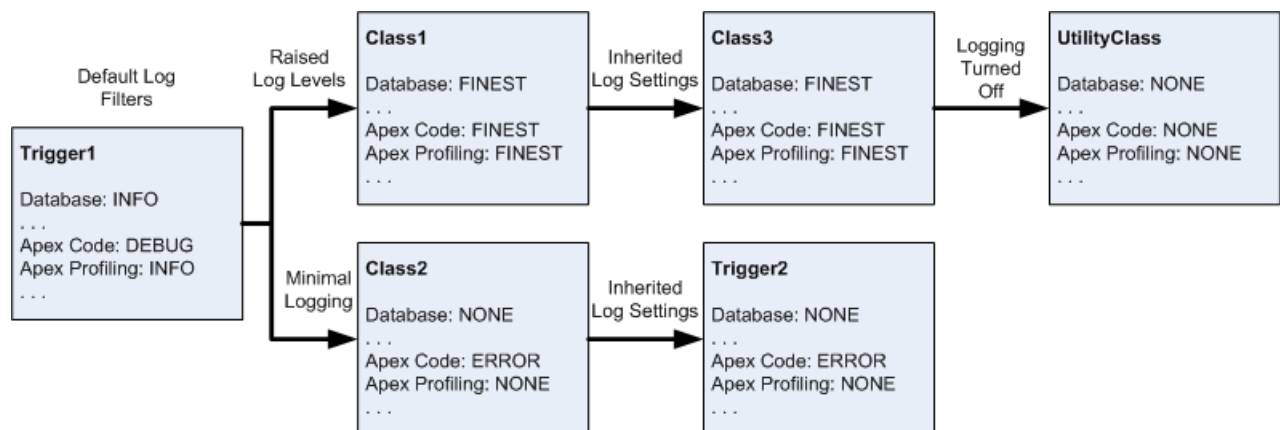 Default Log
Filters
Trigger1
Database: INFO
. . .
Apex Code: DEBUG
Apex Profiling: INFO
. . .
Raised
Log Levels
Class1
Database: FINEST
. . .
Apex Code: FINEST
Apex Profiling: FINEST
. . .
Inherited
Log Settings
Class3
Database: FINEST
. . .
Apex Code: FINEST
Apex Profiling: FINEST
. . .
Logging
Turned
Off
UtilityClass
Database: NONE
. . .
Apex Code: NONE
Apex Profiling: NONE
. . .
Minimal
Logging
Class2
Database: NONE
. . .
Apex Code: ERROR
Apex Profiling: NONE
. . .
Inherited
Log Settings
Trigger2
Database: NONE
. . .
Apex Code: ERROR
Apex Profiling: NONE
. . .